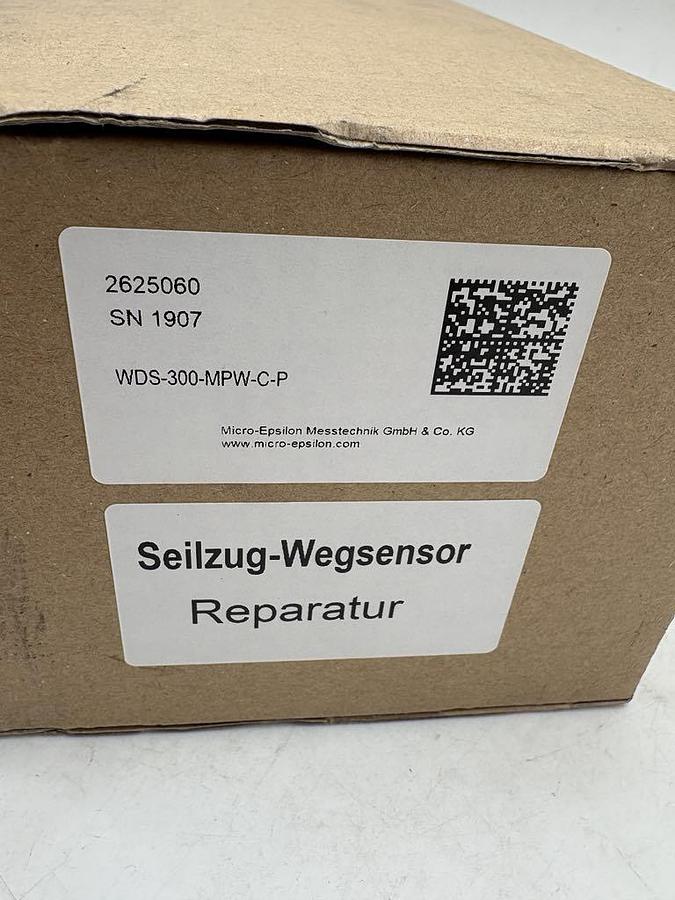 2625060
SN 1907
WDS-300-MPW-C-P
Micro-Epsilon Messtechnik GmbH & Co. KG
www.micro-epsilon.com
Seilzug-Wegsensor
Reparatur